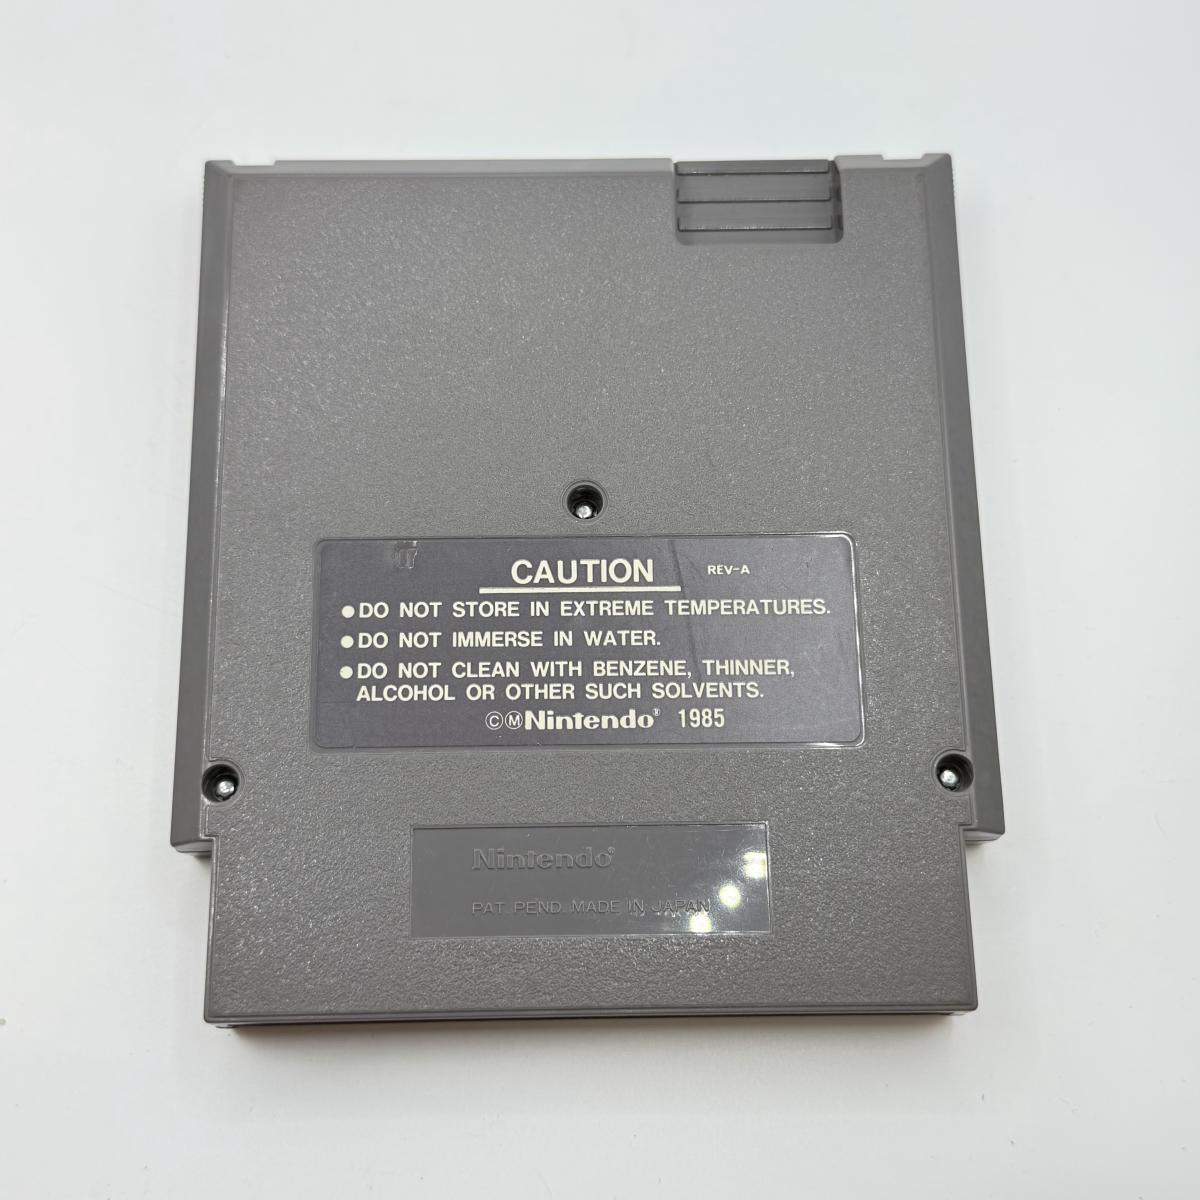 CAUTION REV-A
●DO NOT STORE IN EXTREME TEMPERATURES.
●DO NOT IMMERSE IN WATER.
●DO NOT CLEAN WITH BENZENE, THINNER,
ALCOHOL OR OTHER SUCH SOLVENTS.
ⒸⓂNintendo® 1985
Nintendo®
PAT. PEND. MADE IN JAPAN